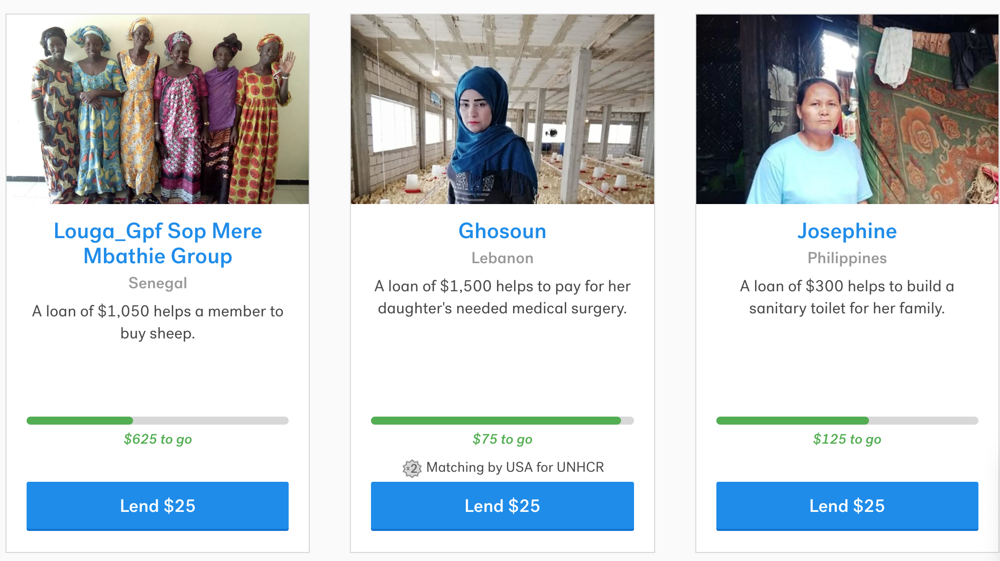 Louga_Gpf Sop Mere
Mbathie Group
Senegal
A loan of $1,050 helps a member to
buy sheep.
$625 to go
Lend $25
Ghosoun
Lebanon
A loan of $1,500 helps to pay for her
daughter's needed medical surgery.
$75 to go
x2 Matching by USA for UNHCR
Lend $25
Josephine
Philippines
A loan of $300 helps to build a
sanitary toilet for her family.
$125 to go
Lend $25